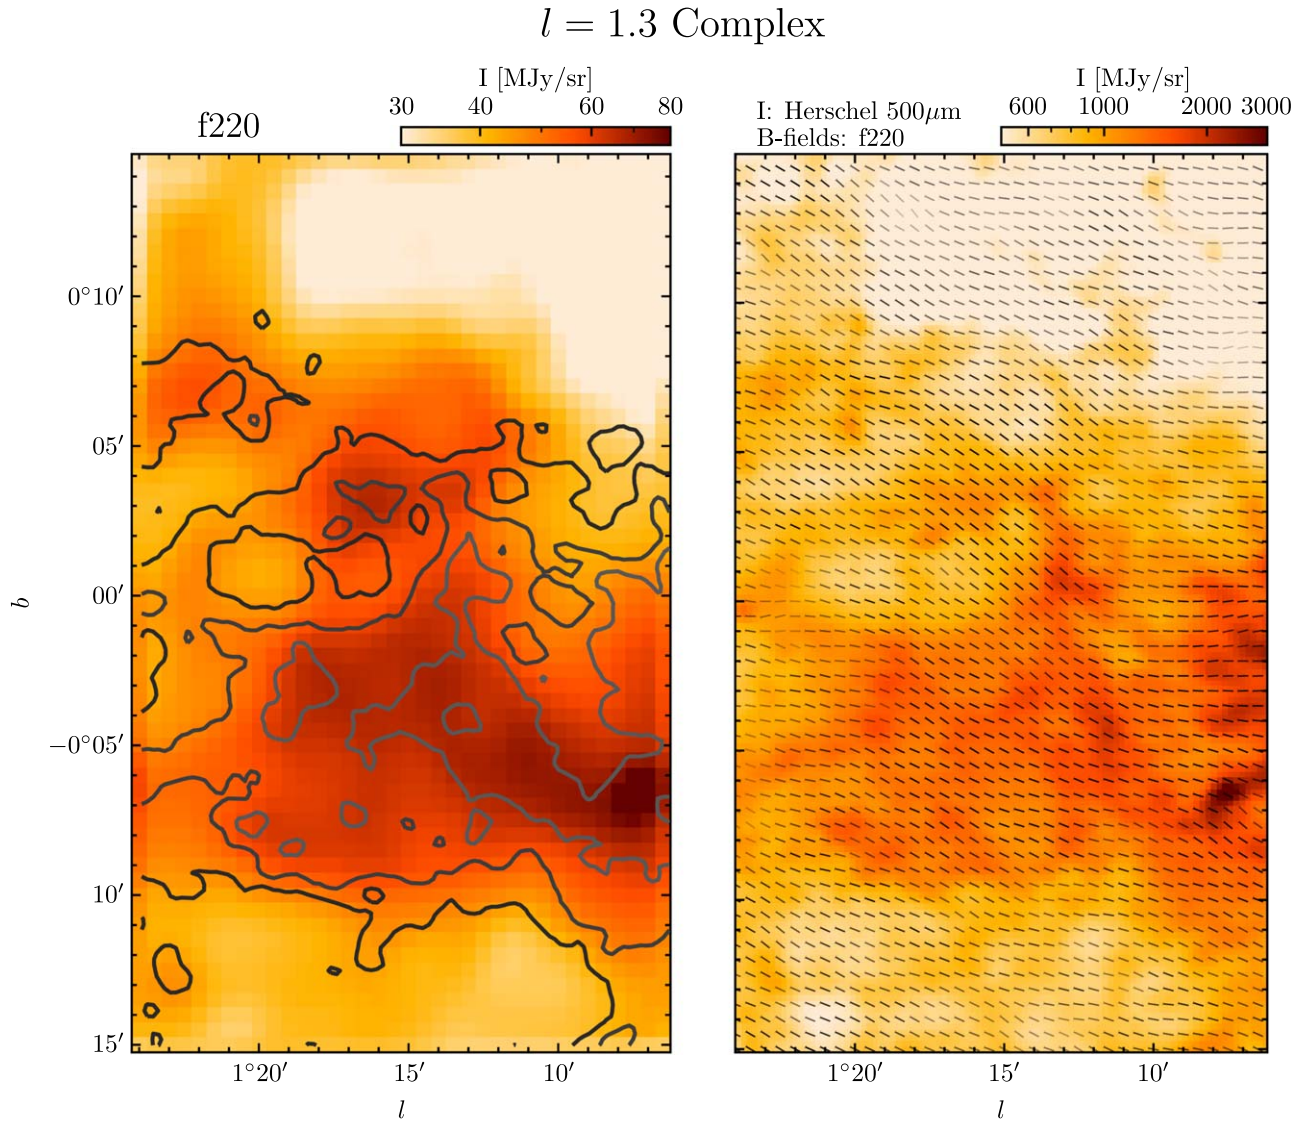 l = 1.3 Complex
I [MJy/sr]
30 40 60 80
f220
I [MJy/sr]
600 1000 2000 3000
I: Herschel 500μm
B-fields: f220
0°10′
05′
00′
−0°05′
10′
15′
b
1°20′ 15′ 10′
l
1°20′ 15′ 10′
l